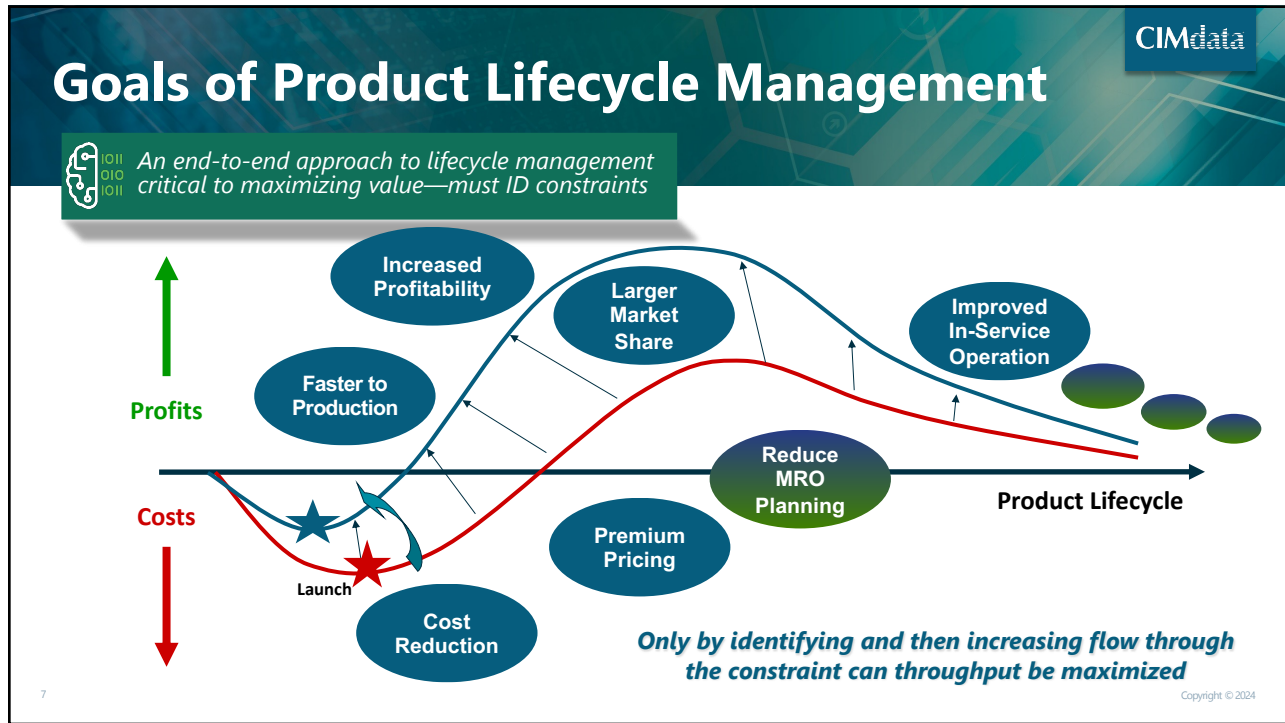 CIMdata
Goals of Product Lifecycle Management
1011
010
1011
An end-to-end approach to lifecycle management
critical to maximizing value—must ID constraints
Increased
Profitability
Larger
Market
Share
Improved
In-Service
Operation
Faster to
Production
Profits
Reduce
MRO
Planning
Product Lifecycle
Costs
Premium
Pricing
Launch
Cost
Reduction
Only by identifying and then increasing flow through
the constraint can throughput be maximized
7
Copyright © 2024